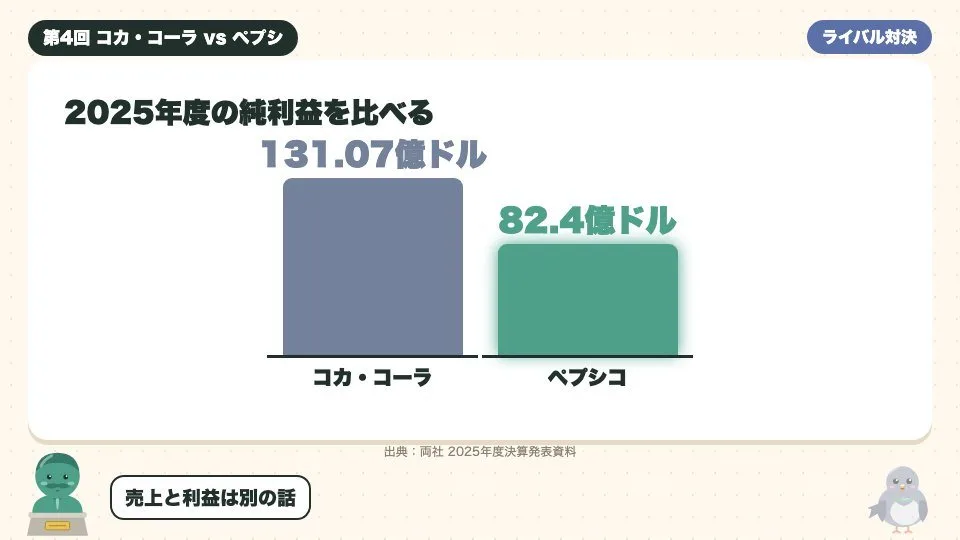 第4回 コカ・コーラ vs ペプシ
ライバル対決
2025年度の純利益を比べる
131.07億ドル
82.4億ドル
コカ・コーラ
ペプシコ
出典：両社 2025年度決算発表資料
売上と利益は別の話